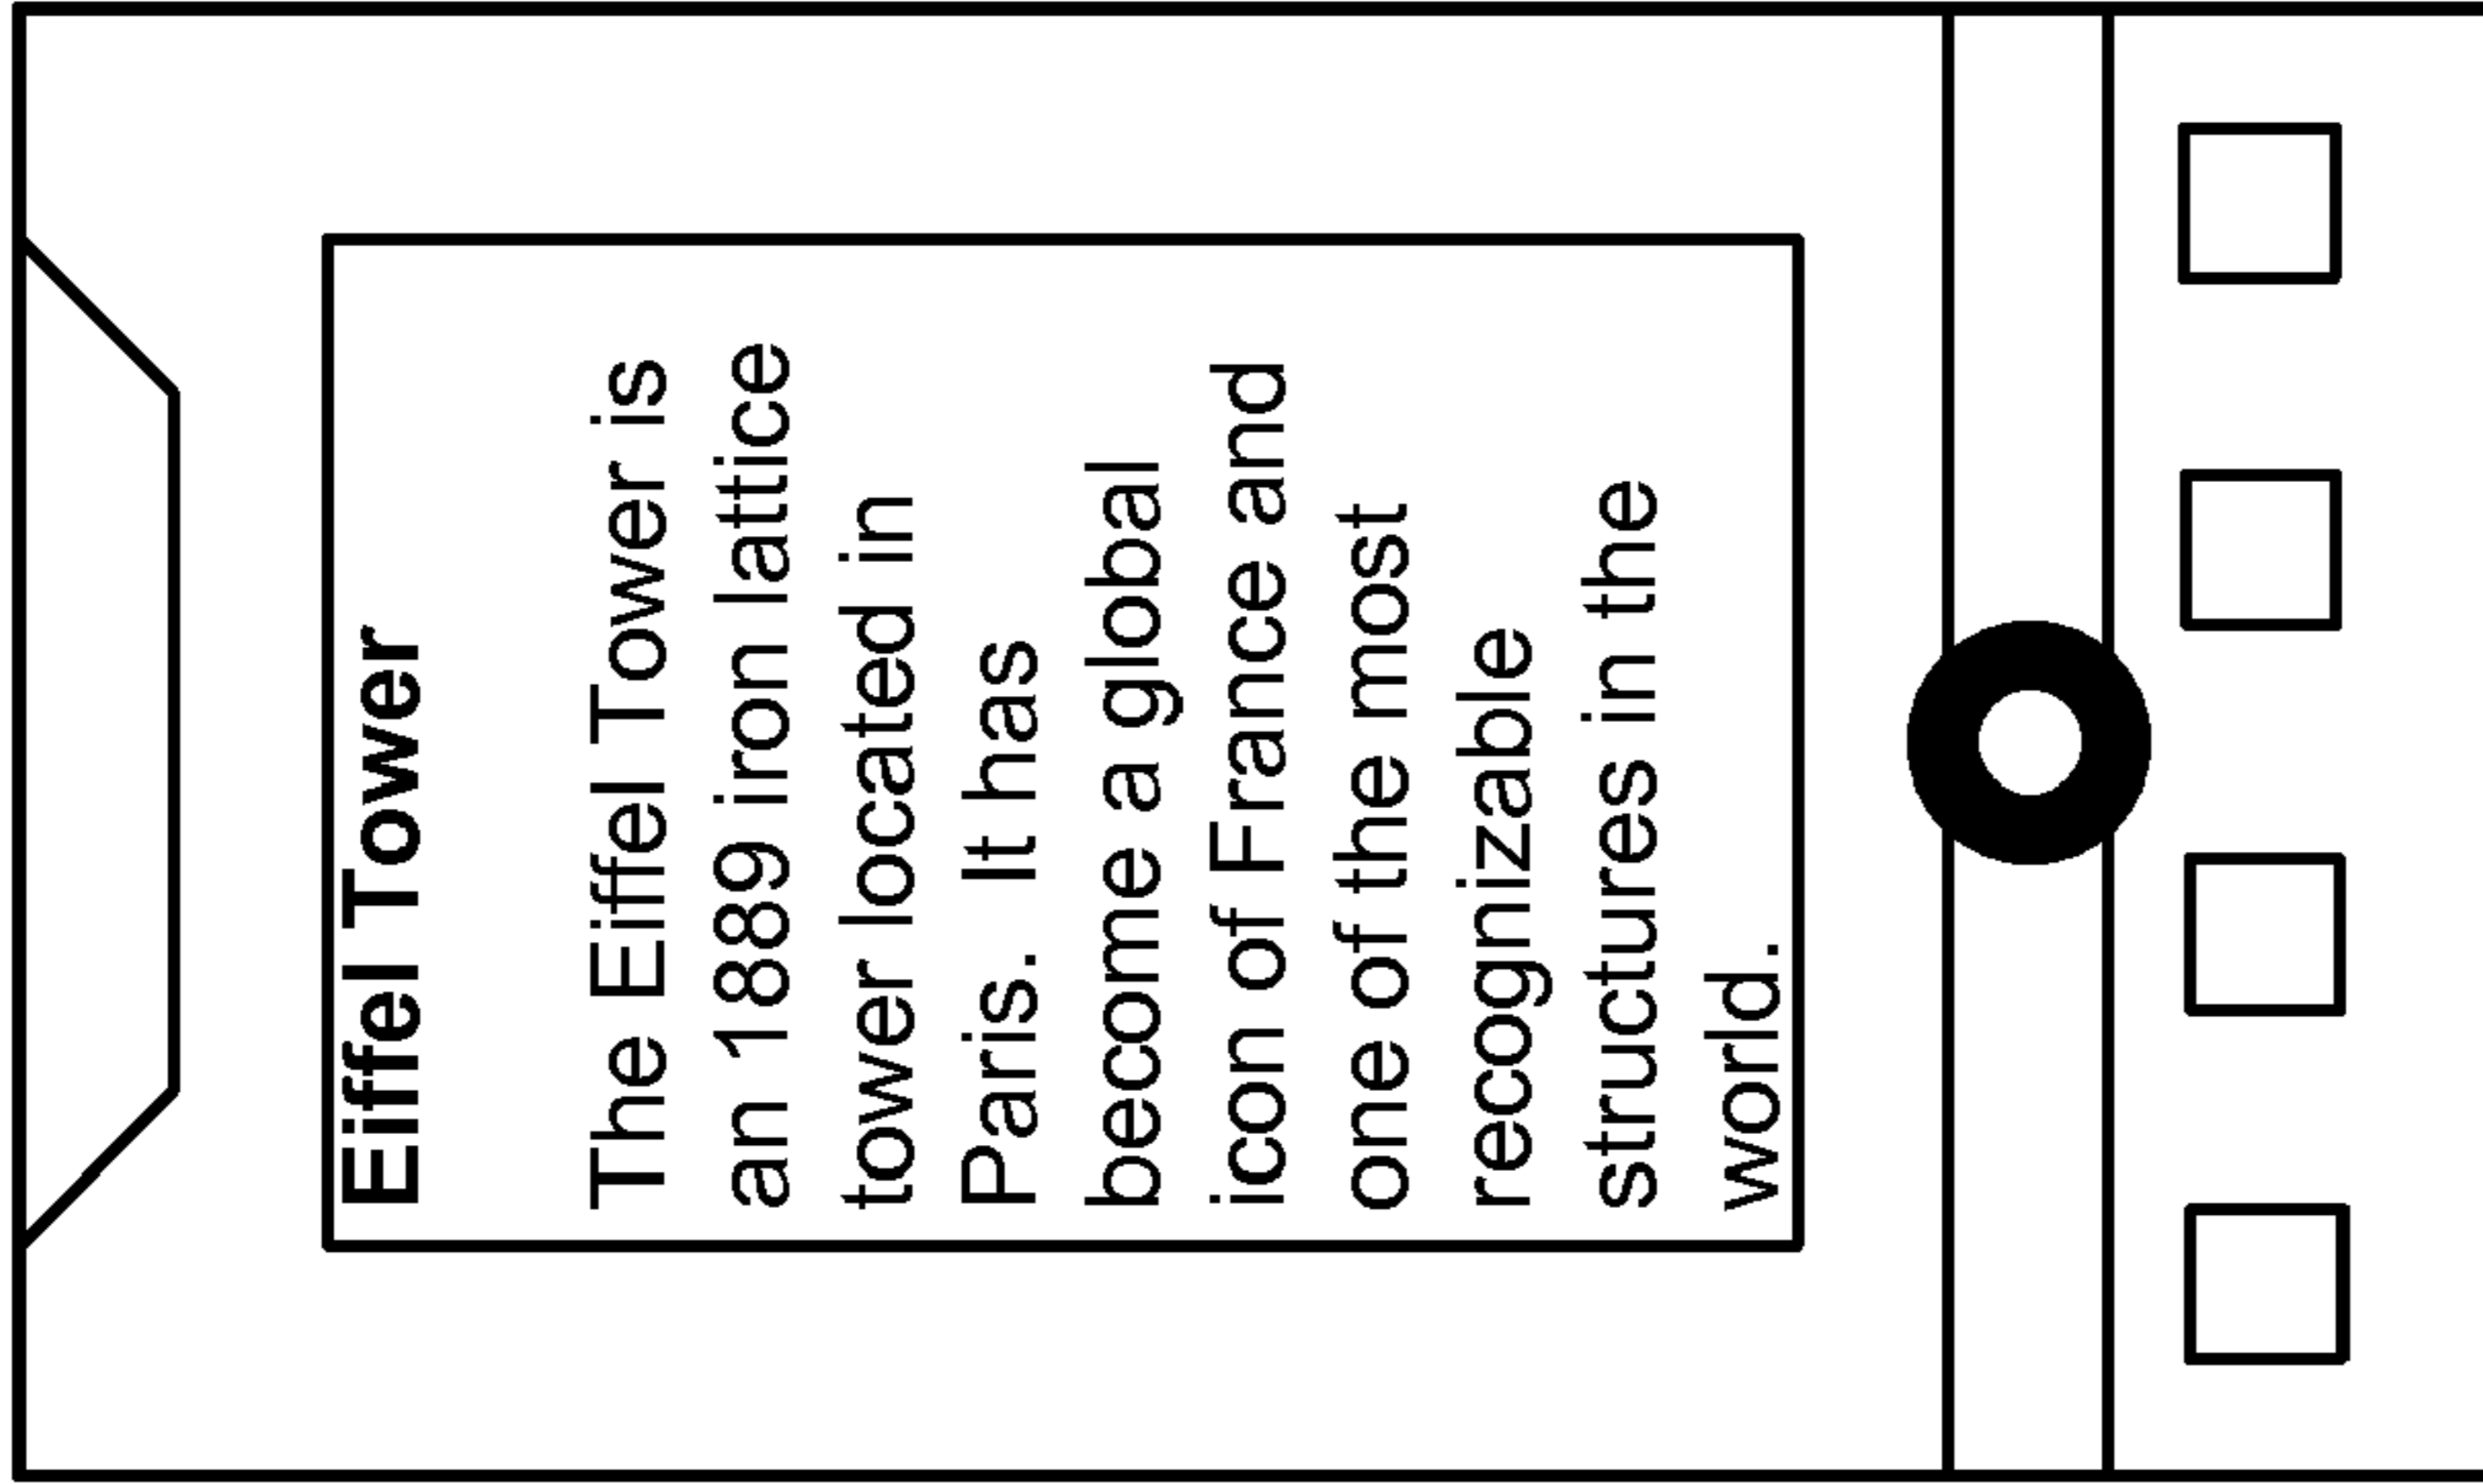 Eiffel Tower
The Eiffel Tower is
an 1889 iron lattice
tower located in
Paris. It has
become a global
icon of France and
one of the most
recognizable
structures in the
world.